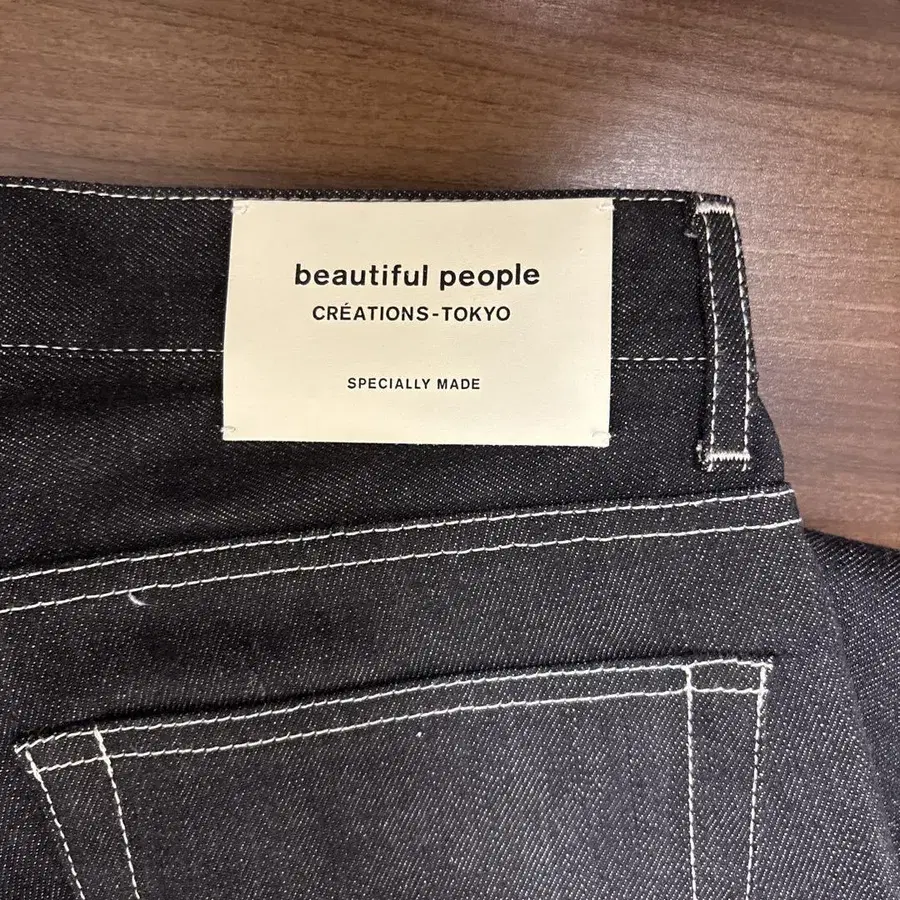 beautiful people
CRÉATIONS-TOKYO
SPECIALLY MADE